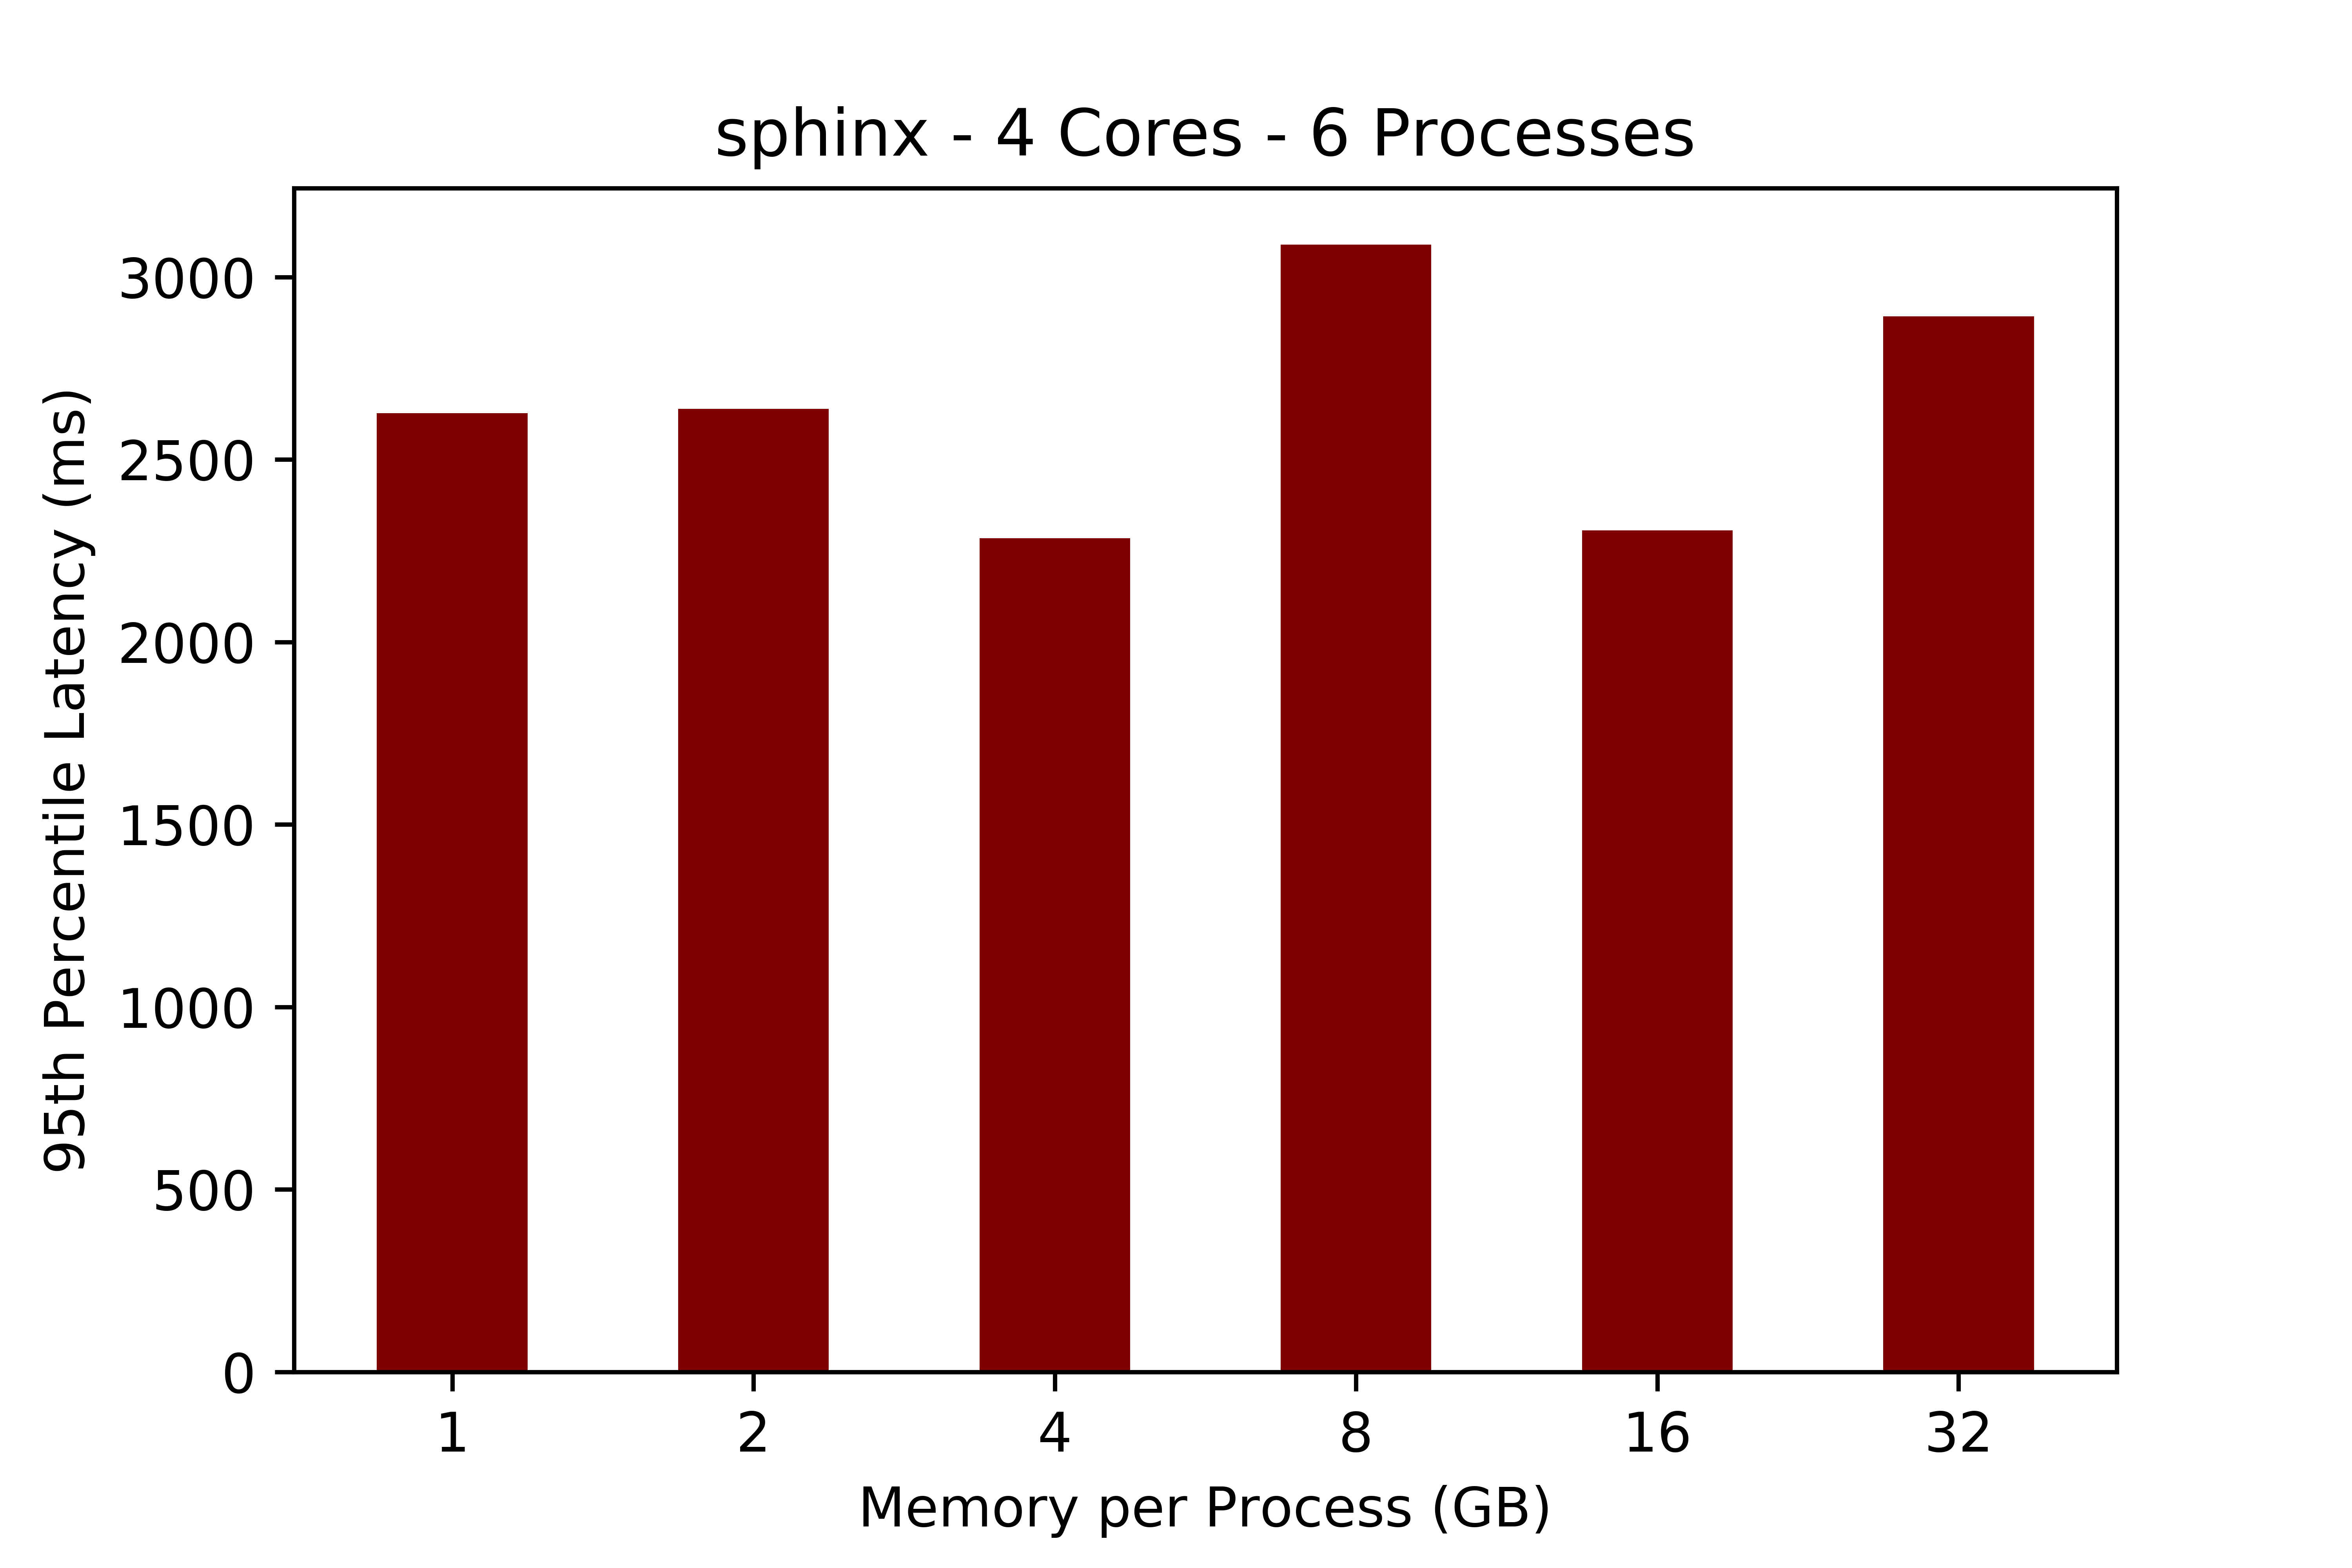 sphinx - 4 Cores - 6 Processes
95th Percentile Latency (ms)
3000
2500
2000
1500
1000
500
0
1 2 4 8 16 32
Memory per Process (GB)